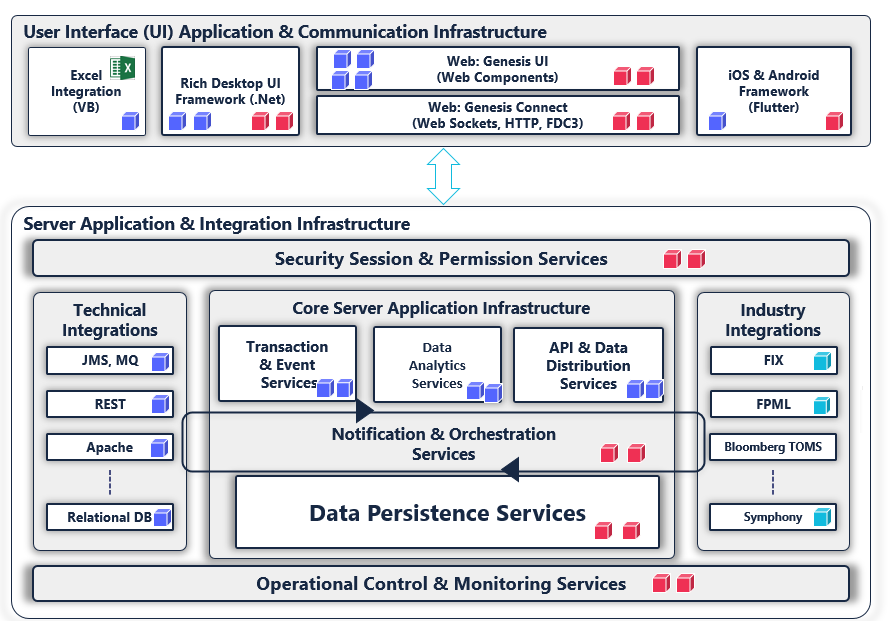 User Interface (UI) Application & Communication Infrastructure
Excel
Integration
(VB)
X
Rich Desktop UI
Framework (.Net)
Web: Genesis UI
(Web Components)
Web: Genesis Connect
(Web Sockets, HTTP, FDC3)
iOS & Android
Framework
(Flutter)
Server Application & Integration Infrastructure
Security Session & Permission Services
Technical
Integrations
JMS, MQ
REST
Apache
Relational DB
Core Server Application Infrastructure
Transaction
& Event
Services
Data
Analytics
Services
API & Data
Distribution
Services
Notification & Orchestration
Services
Data Persistence Services
Industry
Integrations
FIX
FPML
Bloomberg TOMS
Symphony
Operational Control & Monitoring Services